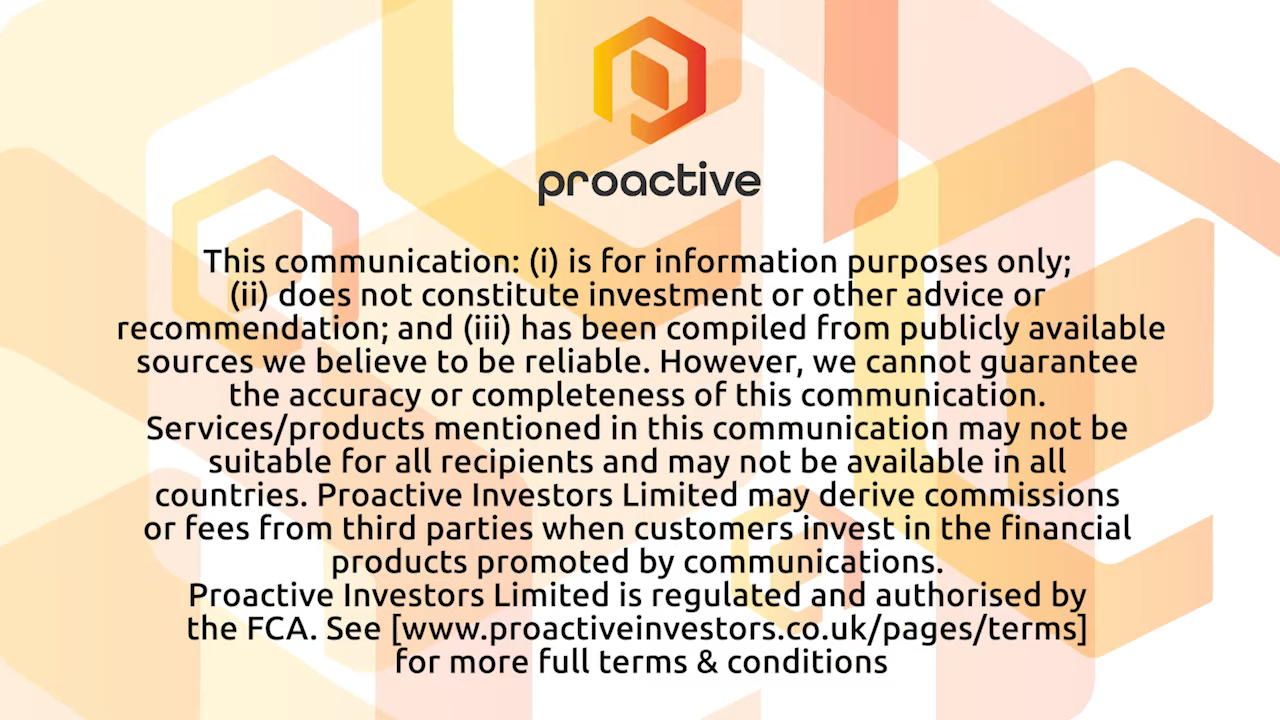 proactive
This communication: (i) is for information purposes only;
(ii) does not constitute investment or other advice or
recommendation; and (iii) has been compiled from publicly available
sources we believe to be reliable. However, we cannot guarantee
the accuracy or completeness of this communication.
Services/products mentioned in this communication may not be
suitable for all recipients and may not be available in all
countries. Proactive Investors Limited may derive commissions
or fees from third parties when customers invest in the financial
products promoted by communications.
Proactive Investors Limited is regulated and authorised by
the FCA. See [www.proactiveinvestors.co.uk/pages/terms]
for more full terms & conditions